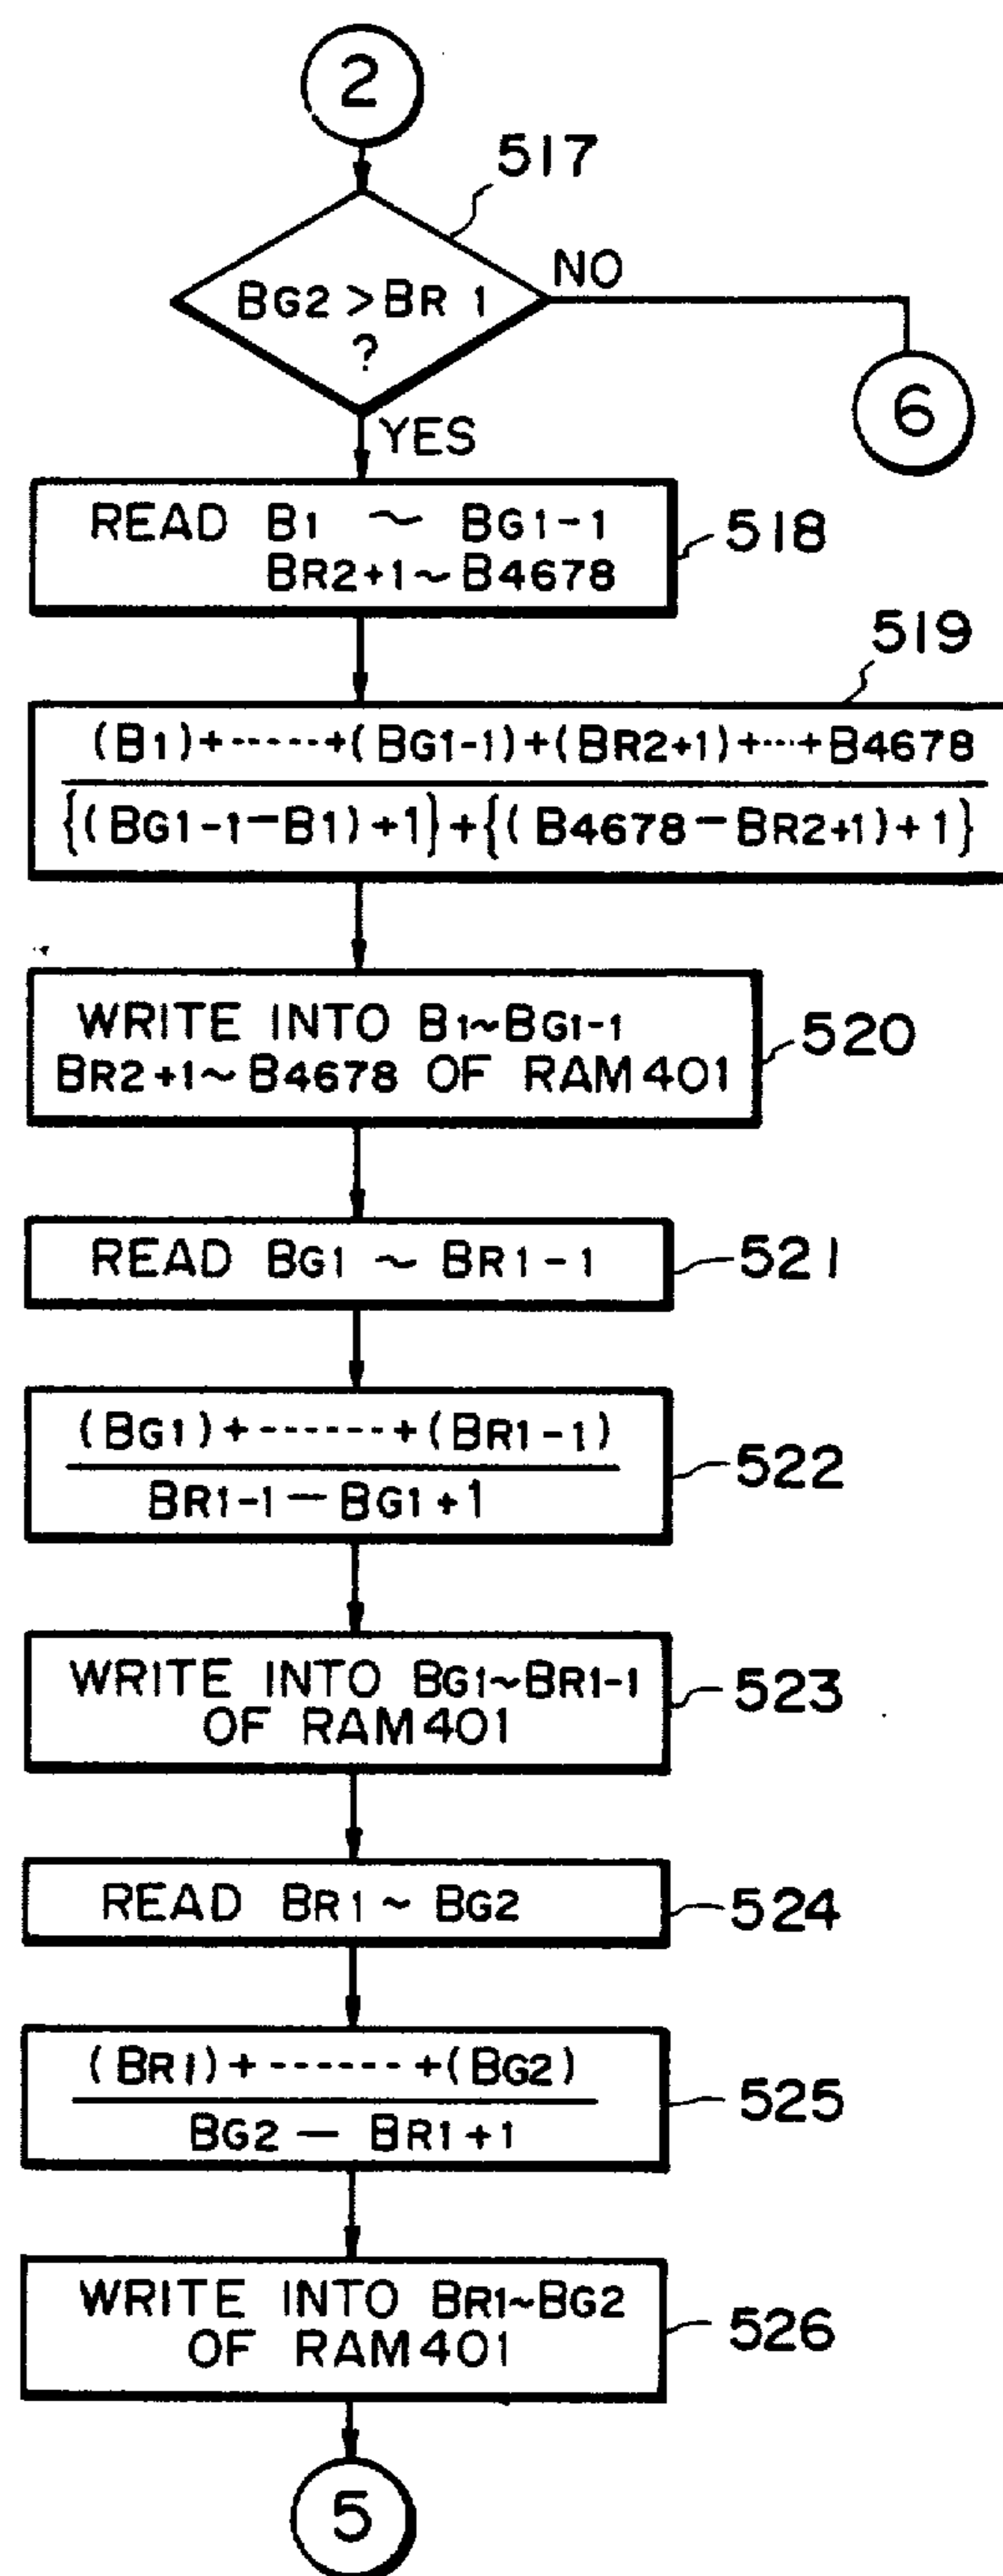 2
517
BG2 > BR 1
?
NO
6
YES
READ B1 ~ BG1-1
BR2+1~B4678
518
519
(B1)+-----+(BG1-1)+(BR2+1)+---+B4678
{(BG1-1-B1)+1}+{(B4678-BR2+1)+1}
WRITE INTO B1~BG1-1
BR2+1~B4678 OF RAM401
520
READ BG1 ~ BR1-1
521
(BG1)+------+(BR1-1)
BR1-1-BG1+1
522
WRITE INTO BG1~BR1-1
OF RAM401
523
READ BR1 ~ BG2
524
(BR1)+------+(BG2)
BG2 - BR1+1
525
WRITE INTO BR1~BG2
OF RAM401
526
5